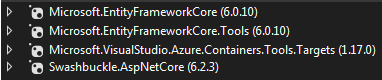 Microsoft.EntityFrameworkCore (6.0.10)
Microsoft.EntityFrameworkCore.Tools (6.0.10)
Microsoft.VisualStudio.Azure.Containers.Tools.Targets (1.17.0)
Swashbuckle.AspNetCore (6.2.3)